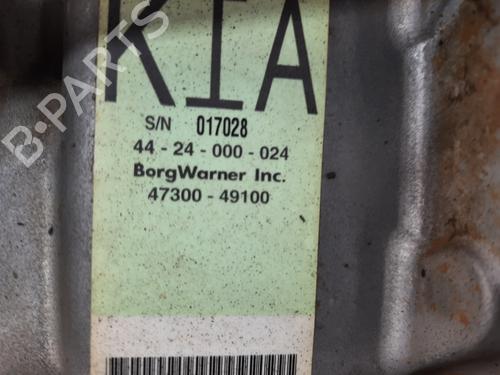 KIA
S/N 017028
44 - 24 - 000 - 024
BorgWarner Inc.
47300 - 49100
B-PARTS